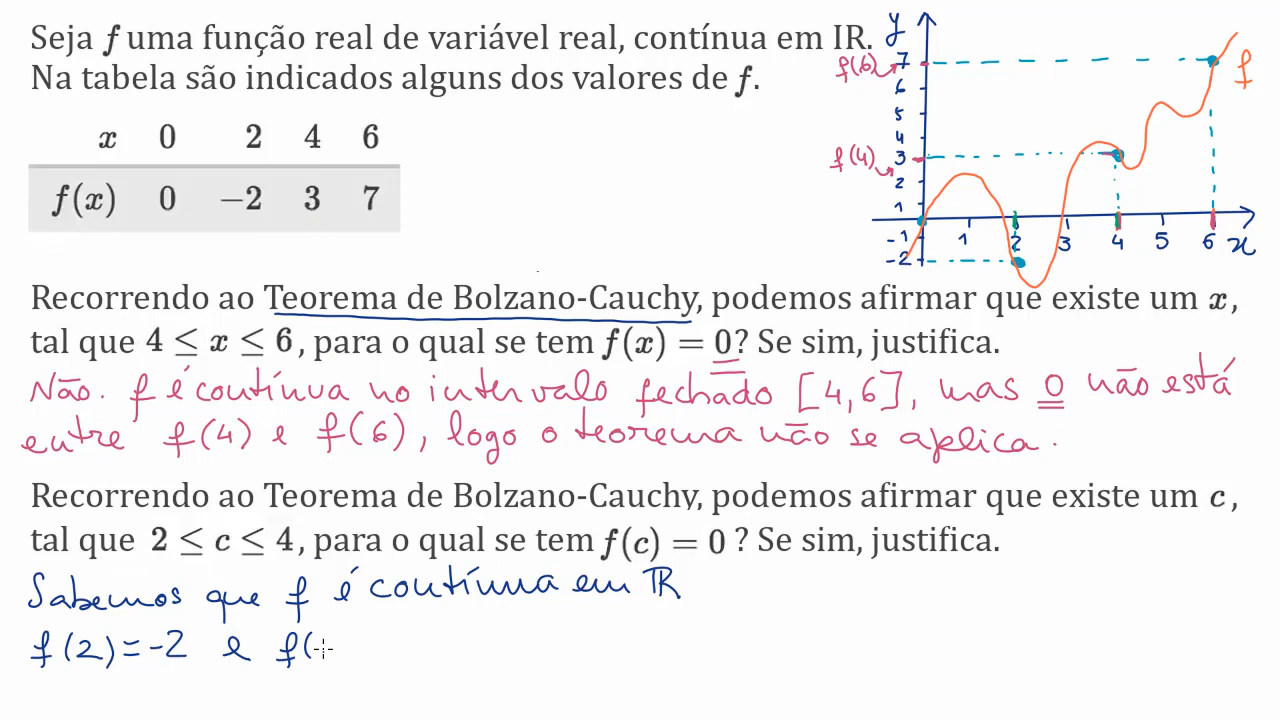 Seja f uma função real de variável real, contínua em IR.
Na tabela são indicados alguns dos valores de f.
x 0 2 4 6
f(x) 0 −2 3 7
y
f(6) 7
6
5
4
f(4) 3
2
1
-1 1 2 3 4 5 6 x
-2
f
Recorrendo ao Teorema de Bolzano-Cauchy, podemos afirmar que existe um x,
tal que 4 ≤ x ≤ 6, para o qual se tem f(x) = 0? Se sim, justifica.
Não. f é contínua no intervalo fechado [4,6], mas 0 não está
entre f(4) e f(6), logo o teorema não se aplica.
Recorrendo ao Teorema de Bolzano-Cauchy, podemos afirmar que existe um c,
tal que 2 ≤ c ≤ 4, para o qual se tem f(c) = 0? Se sim, justifica.
Sabemos que f é contínua em ℝ
f(2)=-2 e f(